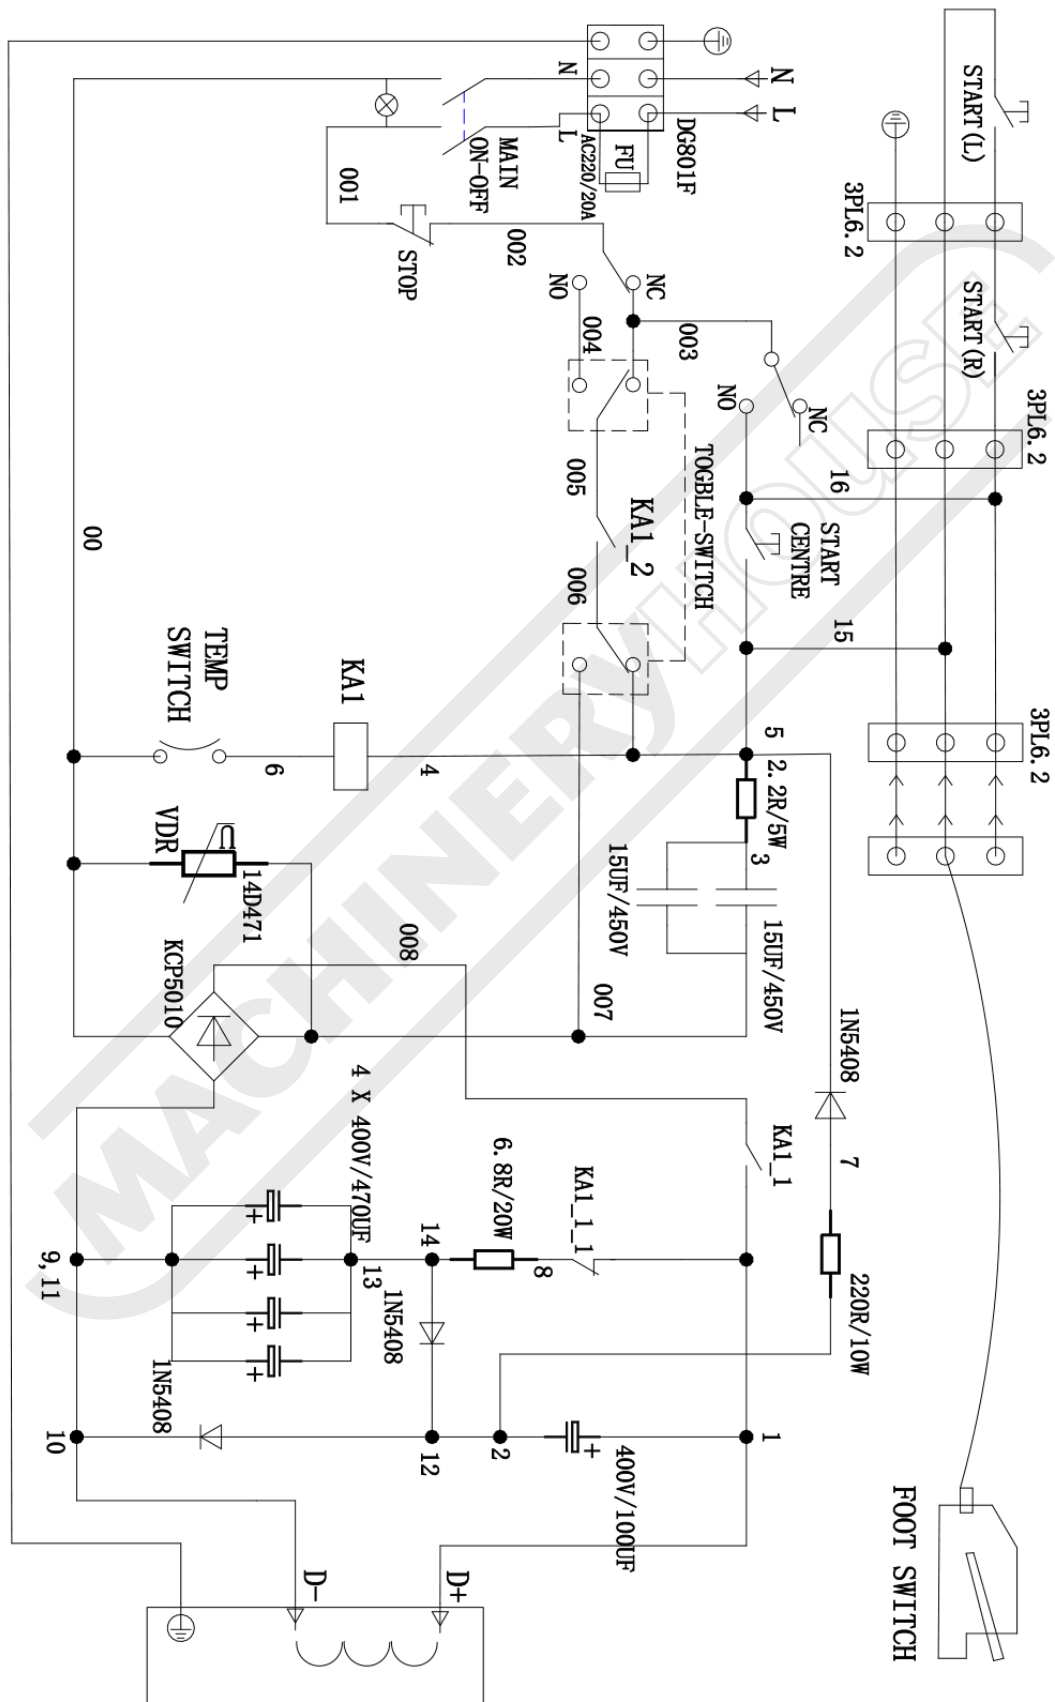 START(L)
3PL6.2
START(R)
3PL6.2
3PL6.2
FOOT SWITCH
N
L
DG801F
FU
AC220/20A
N
L
MAIN
ON-OFF
001
STOP
002
NC
NO
003
004
NC
NO
16
START
CENTRE
15
TOGBLE-SWITCH
005
KA1_2
006
00
TEMP
SWITCH
6
KA1
4
5
2.2R/5W
3
15UF/450V
15UF/450V
007
VDR
Ω
14D471
KCP5010
008
1N5408
7
220R/10W
KA1_1
KA1_1_1
8
6.8R/20W
14
13
4 X 400V/470UF
+
+
+
+
1N5408
1N5408
9,11
10
12
2
+
400V/100UF
1
D+
D-
MACHINERYHOUSE